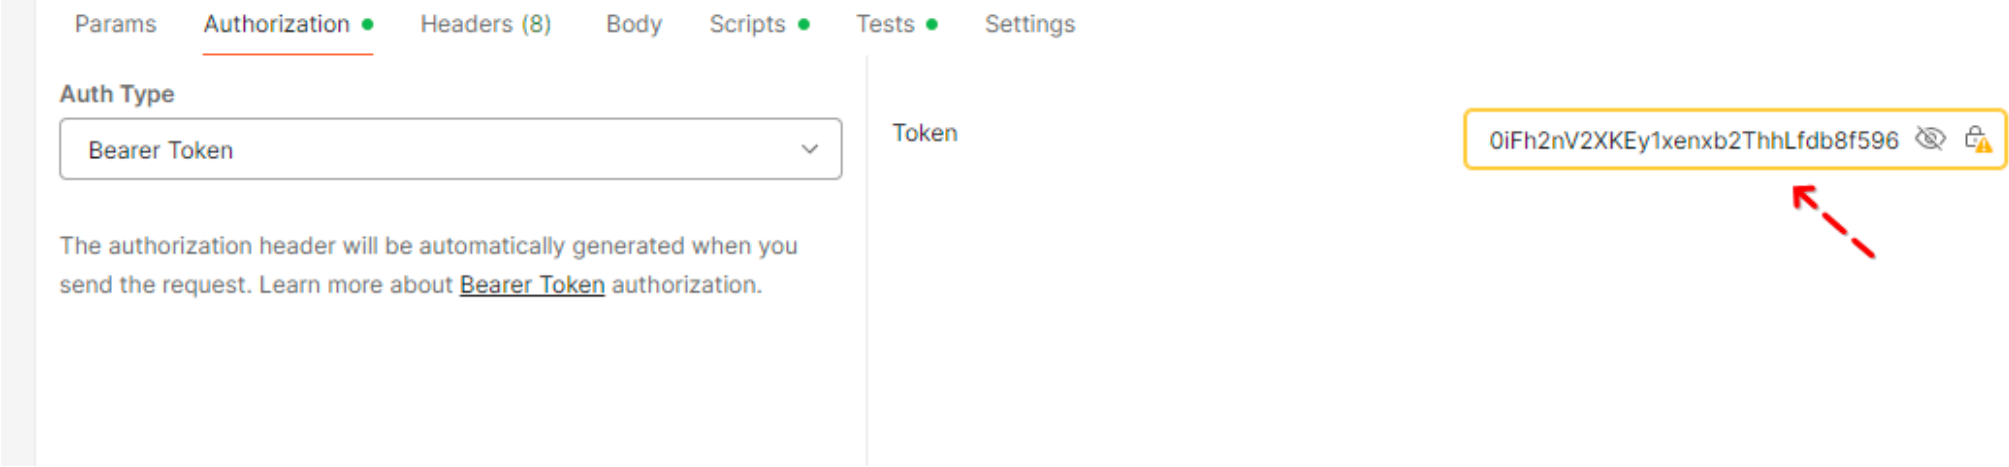 Params Authorization Headers (8) Body Scripts Tests Settings
Auth Type
Bearer Token
The authorization header will be automatically generated when you
send the request. Learn more about Bearer Token authorization.
Token
0iFh2nV2XKEy1xenxb2ThhLfdb8f596